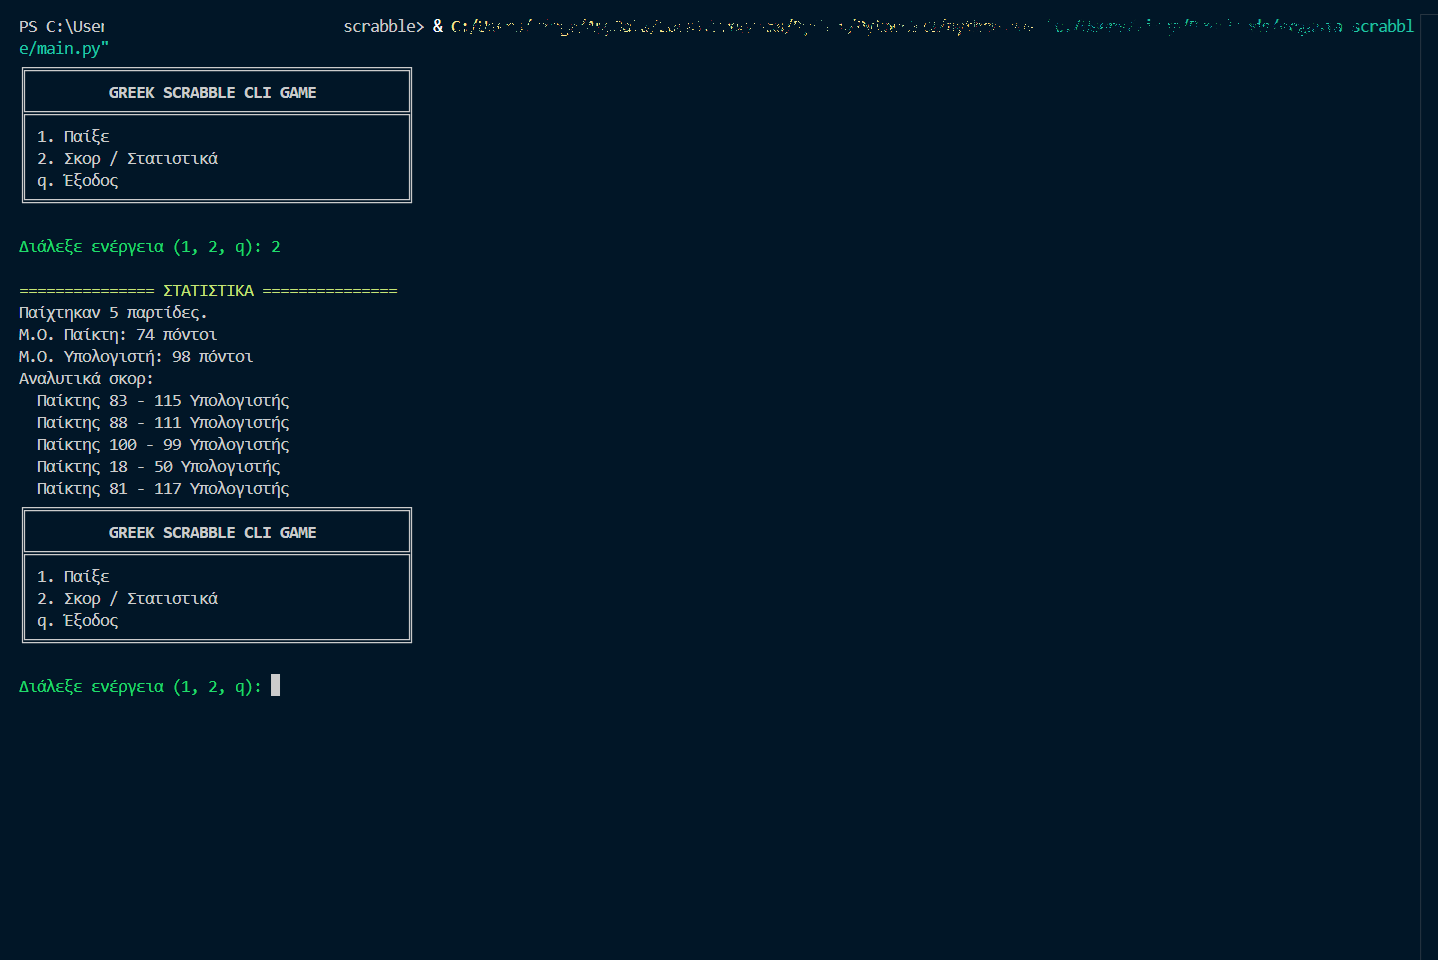 PS C:\User scrabble> & C:/Users/ scrabbl
e/main.py"
GREEK SCRABBLE CLI GAME
1. Παίξε
2. Σκορ / Στατιστικά
q. Έξοδος
Διάλεξε ενέργεια (1, 2, q): 2
=============== ΣΤΑΤΙΣΤΙΚΑ ===============
Παίχτηκαν 5 παρτίδες.
Μ.Ο. Παίκτη: 74 πόντοι
Μ.Ο. Υπολογιστή: 98 πόντοι
Αναλυτικά σκορ:
Παίκτης 83 - 115 Υπολογιστής
Παίκτης 88 - 111 Υπολογιστής
Παίκτης 100 - 99 Υπολογιστής
Παίκτης 18 - 50 Υπολογιστής
Παίκτης 81 - 117 Υπολογιστής
GREEK SCRABBLE CLI GAME
1. Παίξε
2. Σκορ / Στατιστικά
q. Έξοδος
Διάλεξε ενέργεια (1, 2, q):